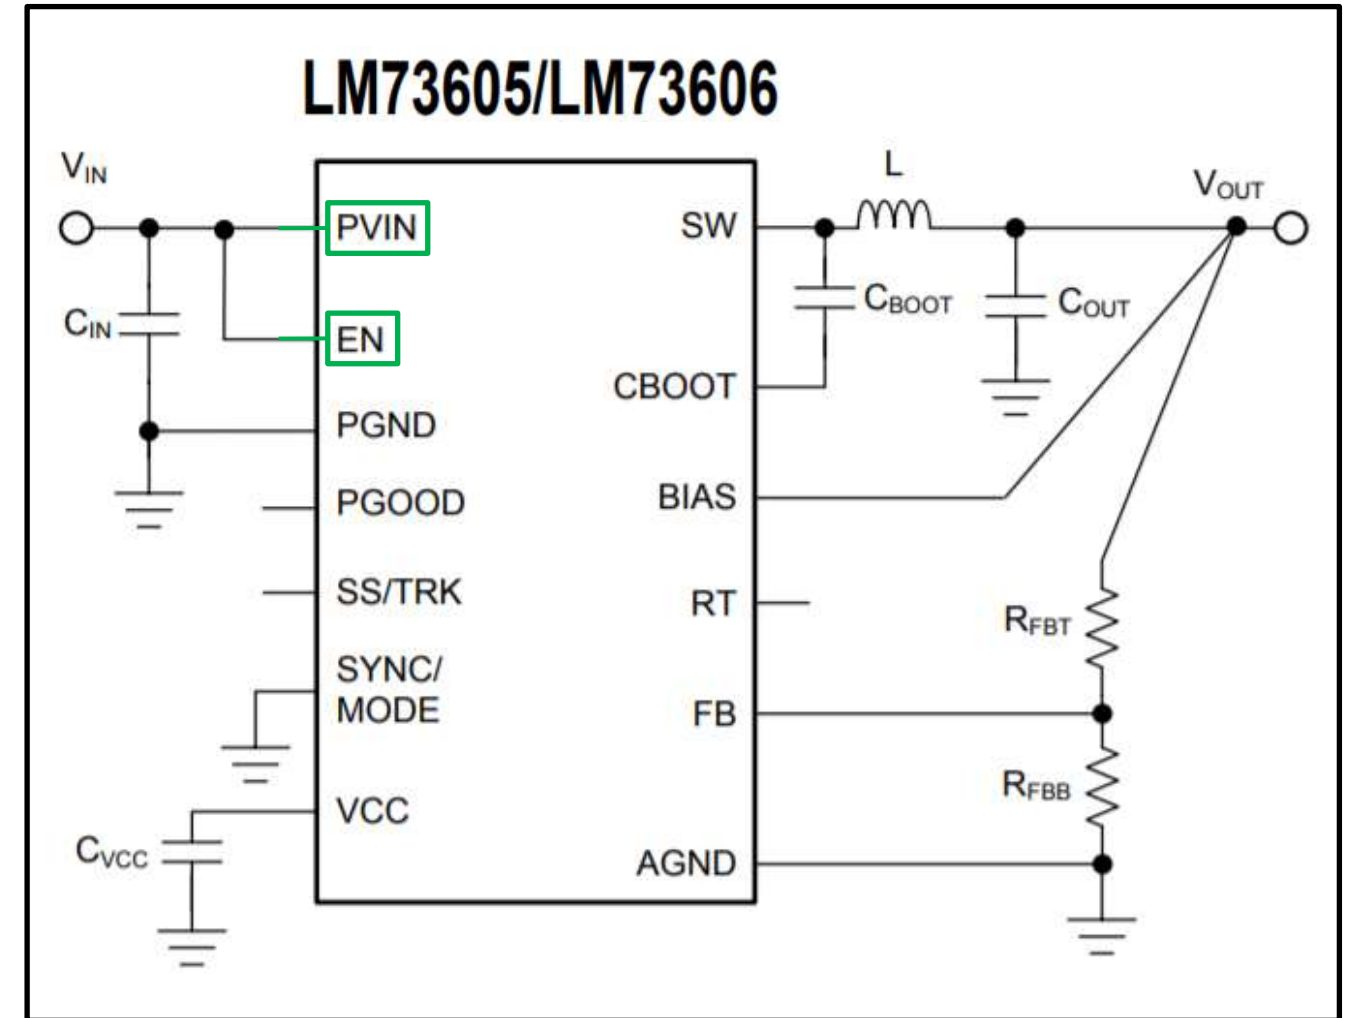 LM73605/LM73606
VIN
L
VOUT
PVIN
SW
CIN
CBOOT
COUT
EN
CBOOT
PGND
PGOOD
BIAS
SS/TRK
RT
RFBT
SYNC/
MODE
FB
RFBB
VCC
CVCC
AGND